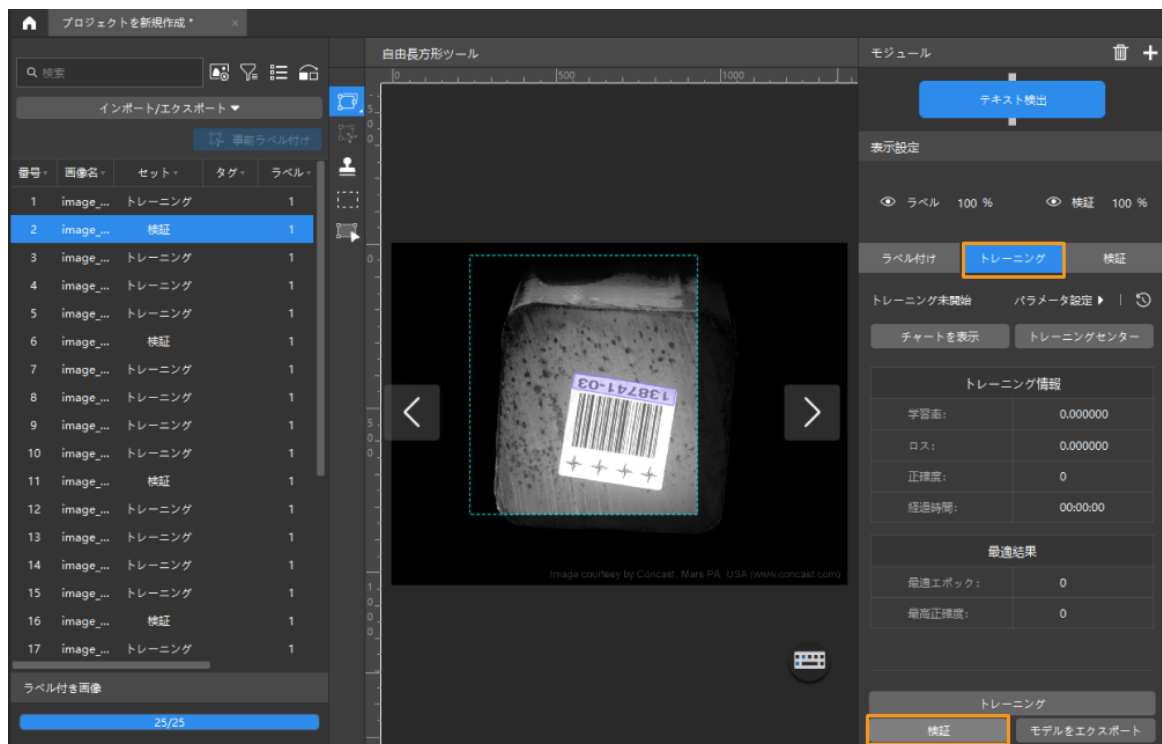 プロジェクトを新規作成 *
×
検索
インポート/エクスポート ▼
事前ラベル付け
番号 画像名 セット タグ ラベル
1 image_... トレーニング 1
2 image_... 検証 1
3 image_... トレーニング 1
4 image_... トレーニング 1
5 image_... トレーニング 1
6 image_... 検証 1
7 image_... トレーニング 1
8 image_... トレーニング 1
9 image_... トレーニング 1
10 image_... トレーニング 1
11 image_... 検証 1
12 image_... トレーニング 1
13 image_... トレーニング 1
14 image_... トレーニング 1
15 image_... トレーニング 1
16 image_... 検証 1
17 image_... トレーニング 1
ラベル付き画像
25/25
自由長方形ツール
0 500 1000
5
0
0
0
5
0
0
1
0
0
0
138741-03
Image courtesy by Concast, Mars PA, USA (www.concast.com)
モジュール
テキスト検出
表示設定
ラベル 100 % 検証 100 %
ラベル付け トレーニング 検証
トレーニング未開始 パラメータ設定
チャートを表示 トレーニングセンター
トレーニング情報
学習率: 0.000000
ロス: 0.000000
正確度: 0
経過時間: 00:00:00
最適結果
最適エポック: 0
最高正確度: 0
トレーニング
検証 モデルをエクスポート